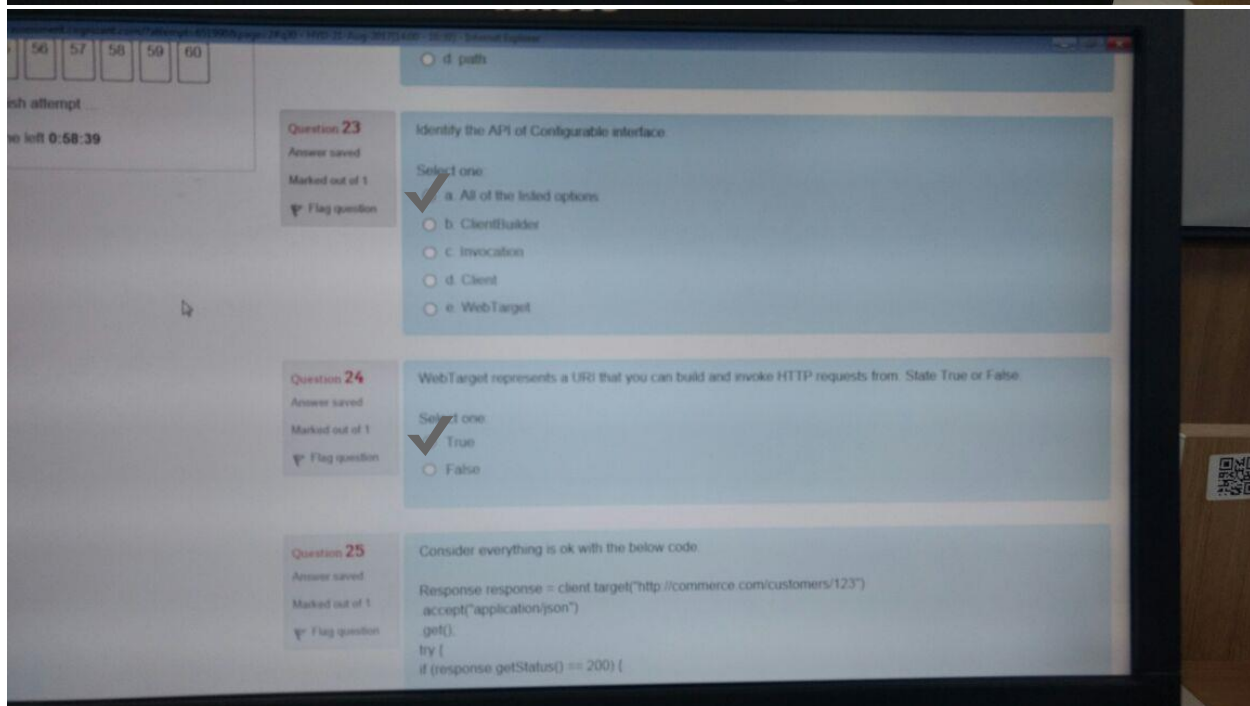 56 57 58 59 60
d. path
ish attempt ...
ne left 0:58:39
Question 23
Answer saved
Marked out of 1
Flag question
Identify the API of Configurable interface.
Select one:
a. All of the listed options
b. ClientBuilder
c. Invocation
d. Client
e. WebTarget
Question 24
Answer saved
Marked out of 1
Flag question
WebTarget represents a URI that you can build and invoke HTTP requests from. State True or False.
Select one:
True
False
Question 25
Answer saved
Marked out of 1
Flag question
Consider everything is ok with the below code.
Response response = client.target("http://commerce.com/customers/123")
.accept("application/json")
.get();
try {
if (response.getStatus() == 200) {